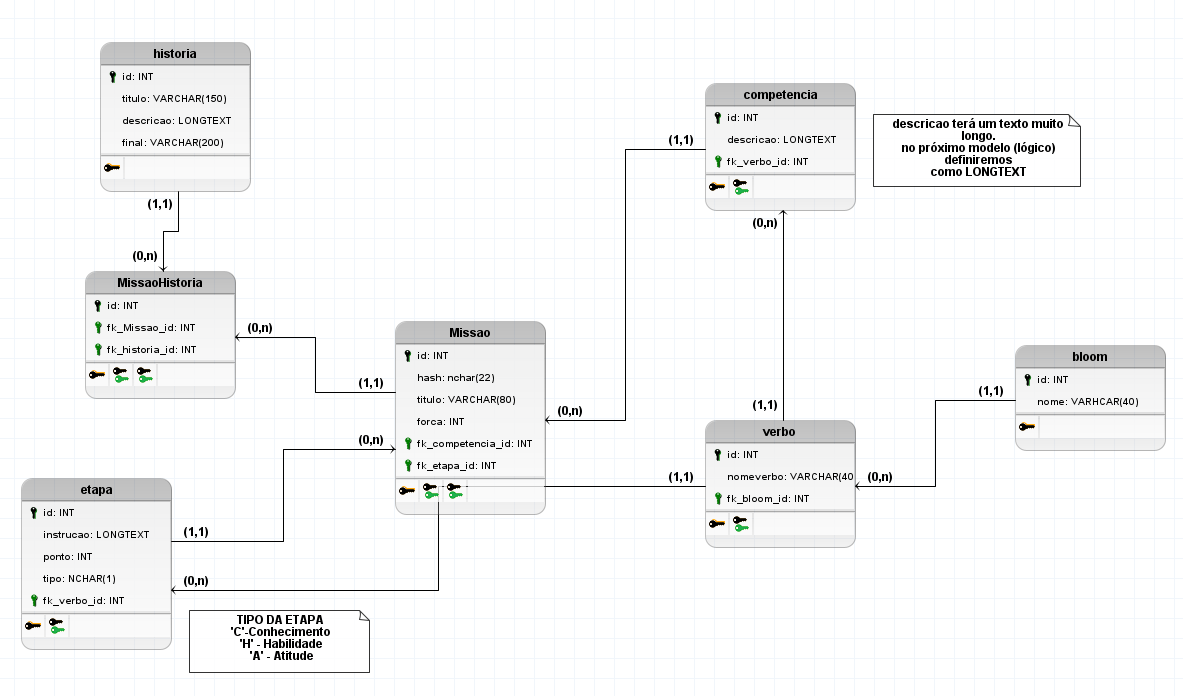 historia
id: INT
titulo: VARCHAR(150)
descricao: LONGTEXT
final: VARCHAR(200)
(1,1)
(0,n)
MissaoHistoria
id: INT
fk_Missao_id: INT
fk_historia_id: INT
(0,n)
(1,1)
Missao
id: INT
hash: nchar(22)
titulo: VARCHAR(80)
forca: INT
fk_competencia_id: INT
fk_etapa_id: INT
(0,n)
(0,n)
etapa
id: INT
instrucao: LONGTEXT
ponto: INT
tipo: NCHAR(1)
fk_verbo_id: INT
(1,1)
(0,n)
TIPO DA ETAPA
'C'-Conhecimento
'H' - Habilidade
'A' - Atitude
competencia
id: INT
descricao: LONGTEXT
fk_verbo_id: INT
(1,1)
(0,n)
descricao terá um texto muito
longo.
no próximo modelo (lógico)
definiremos
como LONGTEXT
(1,1)
verbo
id: INT
nomeverbo: VARCHAR(40
fk_bloom_id: INT
(1,1)
(0,n)
(1,1)
bloom
id: INT
nome: VARHCAR(40)